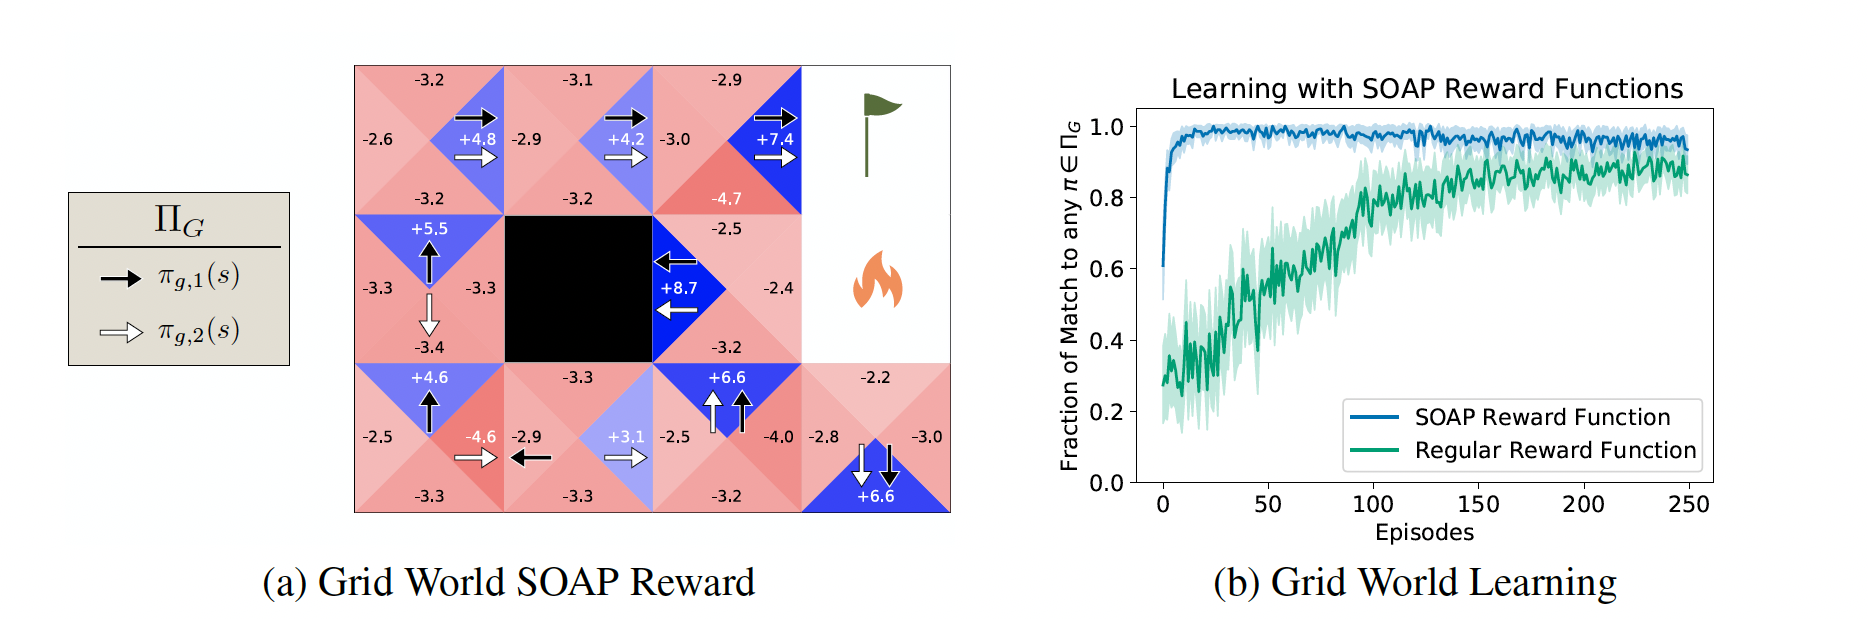 Π_G
π_{g,1}(s)
π_{g,2}(s)
-3.2 -3.1 -2.9
-2.6 +4.8 -2.9 +4.2 -3.0 +7.4
-3.2 -3.2 -4.7
+5.5 -2.5
-3.3 -3.3 +8.7 -2.4
-3.4 -3.2
+4.6 -3.3 +6.6 -2.2
-2.5 -4.6 -2.9 +3.1 -2.5 -4.0 -2.8 -3.0
-3.3 -3.3 -3.2 +6.6
(a) Grid World SOAP Reward
Learning with SOAP Reward Functions
Fraction of Match to any π ∈ Π_G
1.0
0.8
0.6
0.4
0.2
0.0
SOAP Reward Function
Regular Reward Function
0 50 100 150 200 250
Episodes
(b) Grid World Learning